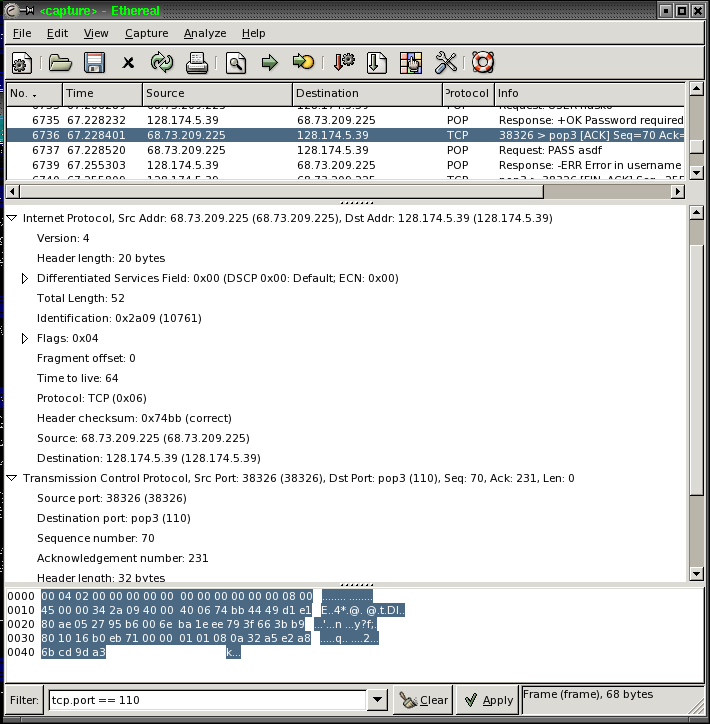 <capture> - Ethereal
File Edit View Capture Analyze Help
No. . Time Source Destination Protocol Info
6735 67.228232 128.174.5.39 68.73.209.225 POP Response: +OK Password required
6736 67.228401 68.73.209.225 128.174.5.39 TCP 38326 > pop3 [ACK] Seq=70 Ack=
6737 67.228520 68.73.209.225 128.174.5.39 POP Request: PASS asdf
6739 67.255303 128.174.5.39 68.73.209.225 POP Response: -ERR Error in username
Internet Protocol, Src Addr: 68.73.209.225 (68.73.209.225), Dst Addr: 128.174.5.39 (128.174.5.39)
Version: 4
Header length: 20 bytes
Differentiated Services Field: 0x00 (DSCP 0x00: Default; ECN: 0x00)
Total Length: 52
Identification: 0x2a09 (10761)
Flags: 0x04
Fragment offset: 0
Time to live: 64
Protocol: TCP (0x06)
Header checksum: 0x74bb (correct)
Source: 68.73.209.225 (68.73.209.225)
Destination: 128.174.5.39 (128.174.5.39)
Transmission Control Protocol, Src Port: 38326 (38326), Dst Port: pop3 (110), Seq: 70, Ack: 231, Len: 0
Source port: 38326 (38326)
Destination port: pop3 (110)
Sequence number: 70
Acknowledgement number: 231
Header length: 32 bytes
0000 00 04 02 00 00 00 00 00 00 00 00 00 00 00 08 00 ........ ........
0010 45 00 00 34 2a 09 40 00 40 06 74 bb 44 49 d1 e1 E..4*.@. @.t.DI..
0020 80 ae 05 27 95 b6 00 6e ba 1e ee 79 3f 66 3b b9 ...'...n ...y?f;.
0030 80 10 16 b0 eb 71 00 00 01 01 08 0a 32 a5 e2 a8 .....q.. ....2...
0040 6b cd 9d a3 k...
Filter: tcp.port == 110 Clear Apply Frame (frame), 68 bytes